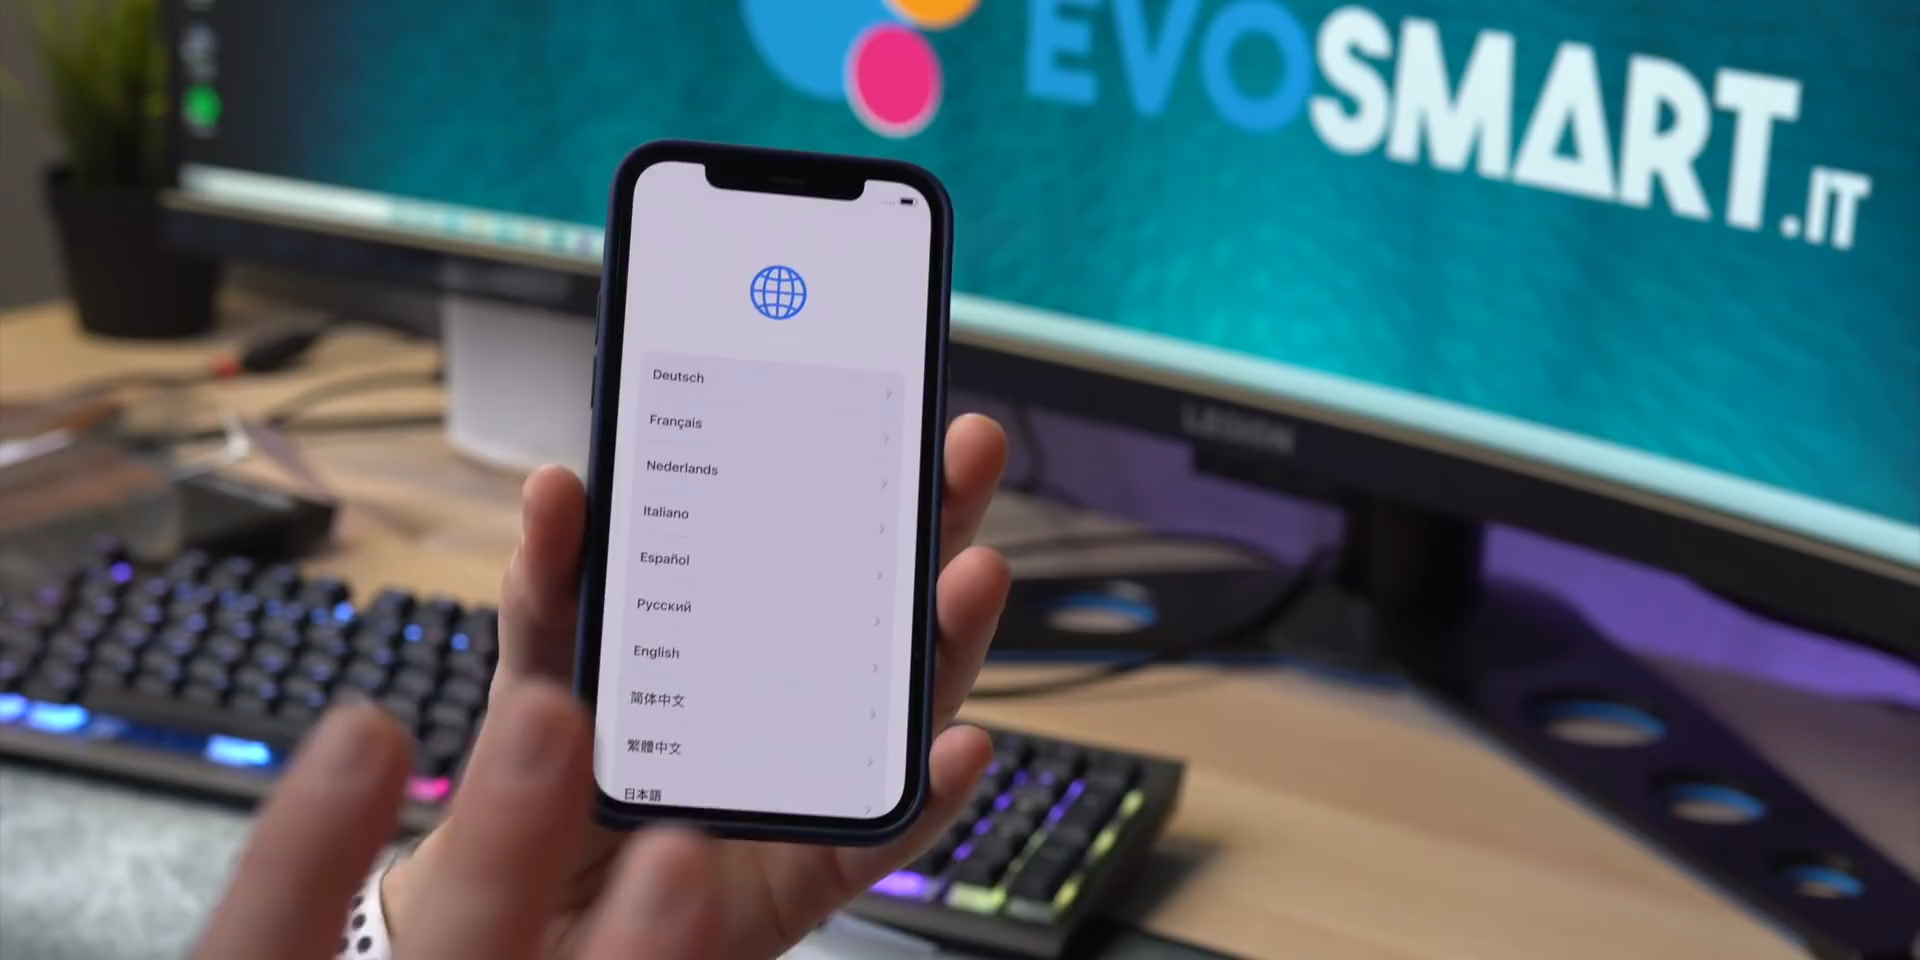 EVOSMART.IT
Deutsch
Français
Nederlands
Italiano
Español
Русский
English
简体中文
繁體中文
日本語
LEGION